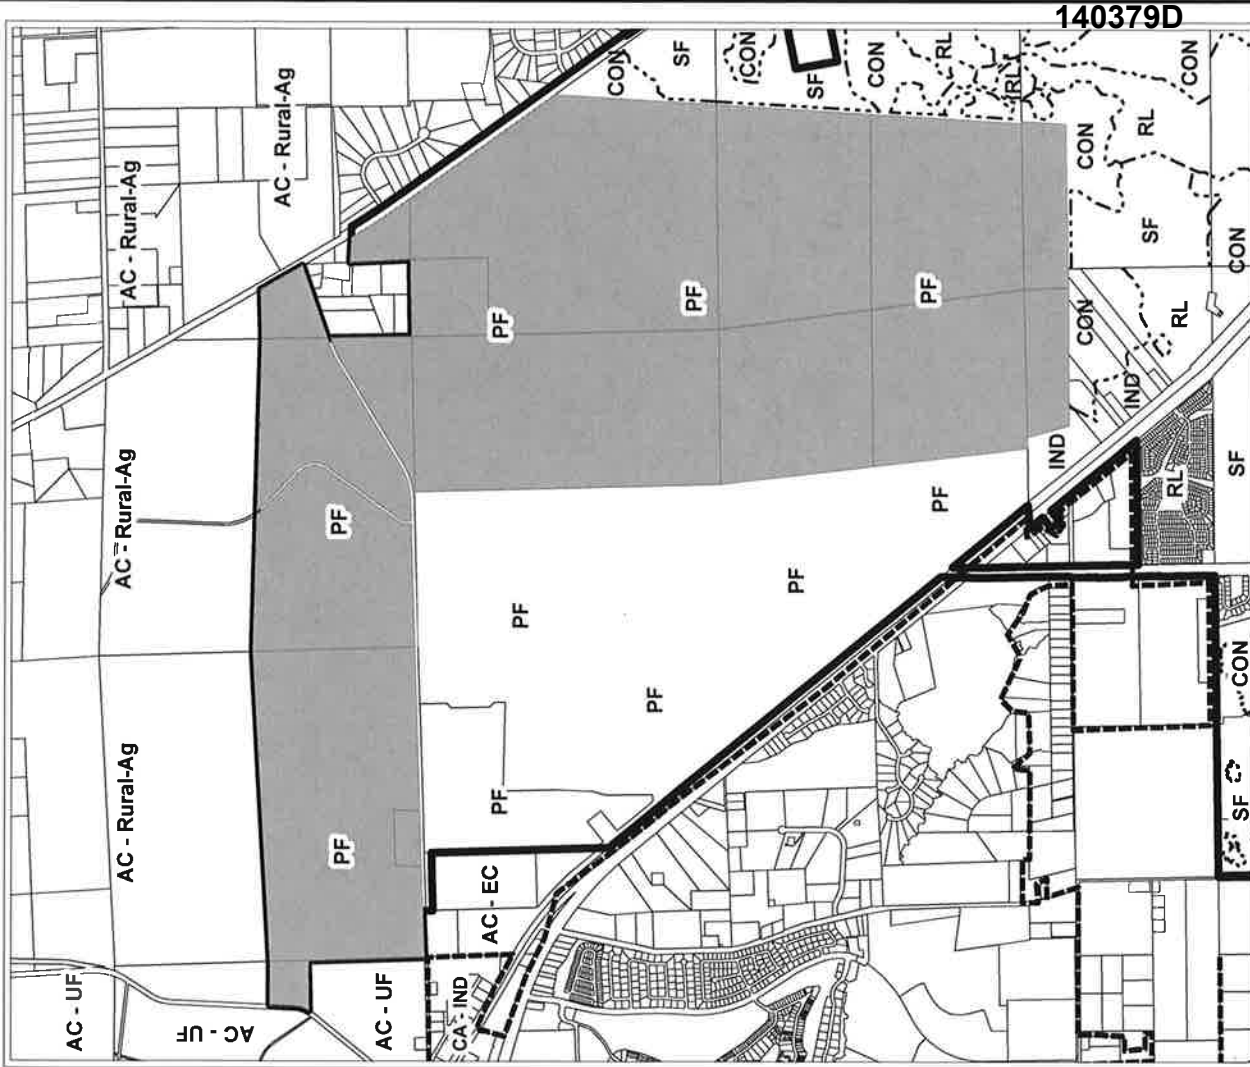 140379D
CON
SF
CON
SF
CON
RL
RL
CON
AC - Rural-Ag
AC - Rural-Ag
CON
RL
SF
CON
PF
PF
PF
CON
RL
IND
IND
AC - Rural-Ag
PF
PF
RL
SF
PF
PF
PF
CON
AC - Rural-Ag
PF
PF
SF
AC - EC
AC - UF
AC - UF
AC - UF
CA - IND